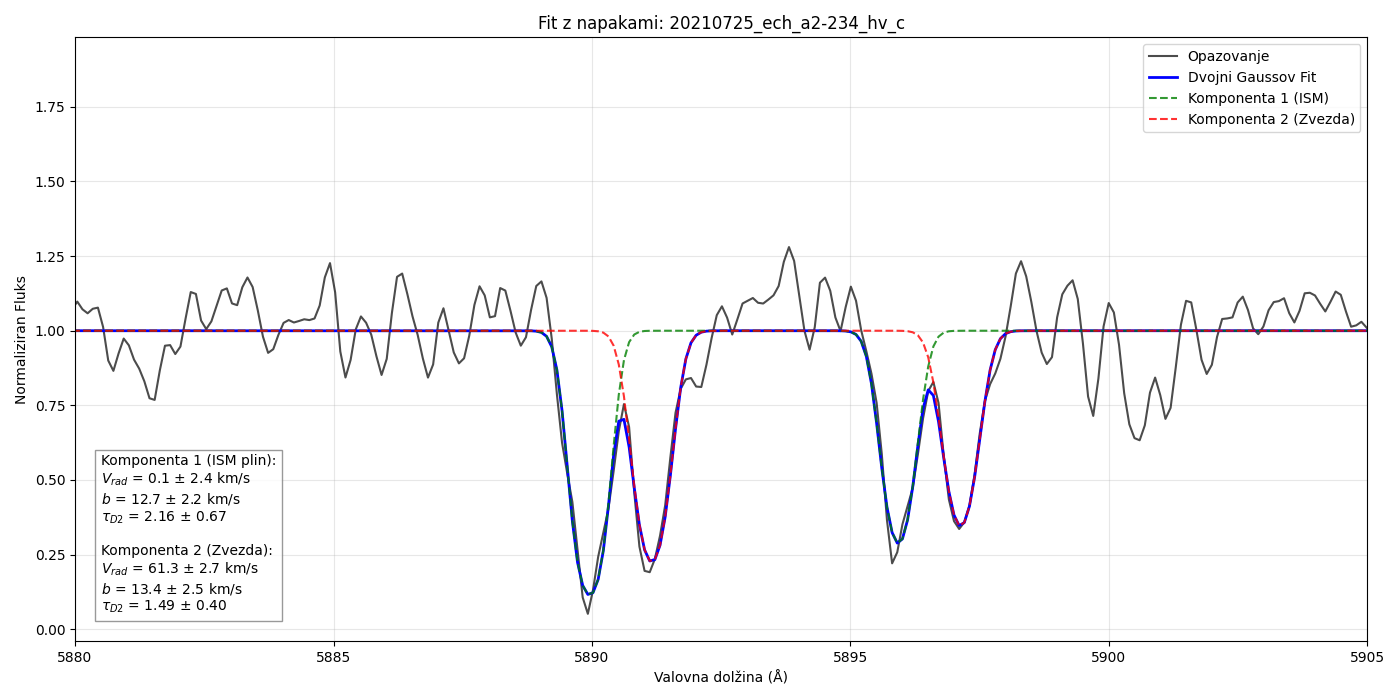 Fit z napakami: 20210725_ech_a2-234_hv_c
Opazovanje
Dvojni Gaussov Fit
Komponenta 1 (ISM)
Komponenta 2 (Zvezda)
Normaliziran Fluks
1.75
1.50
1.25
1.00
0.75
0.50
0.25
0.00
Komponenta 1 (ISM plin):
V_rad = 0.1 ± 2.4 km/s
b = 12.7 ± 2.2 km/s
τ_D2 = 2.16 ± 0.67
Komponenta 2 (Zvezda):
V_rad = 61.3 ± 2.7 km/s
b = 13.4 ± 2.5 km/s
τ_D2 = 1.49 ± 0.40
5880 5885 5890 5895 5900 5905
Valovna dolžina (Å)